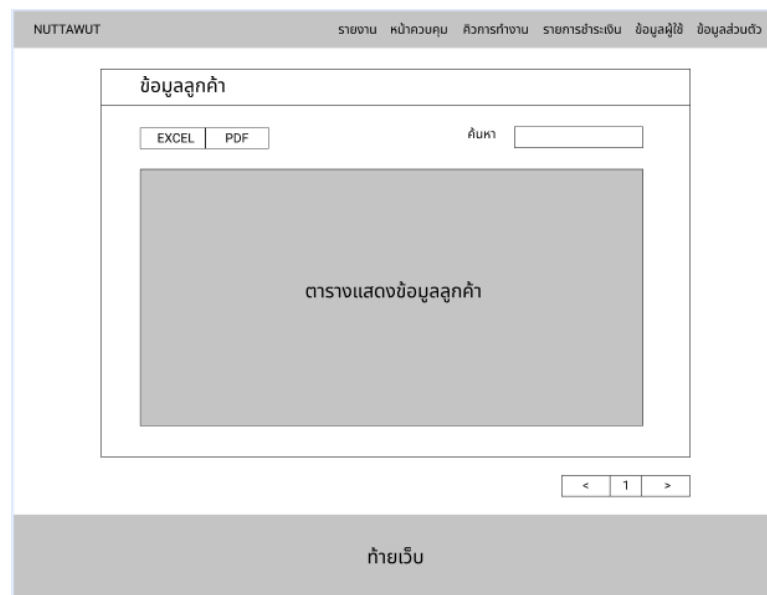 NUTTAWUT รายงาน หน้าควบคุม คิวการทำงาน รายการชำระเงิน ข้อมูลผู้ใช้ ข้อมูลส่วนตัว
ข้อมูลลูกค้า
EXCEL PDF ค้นหา
ตารางแสดงข้อมูลลูกค้า
< 1 >
ท้ายเว็บ